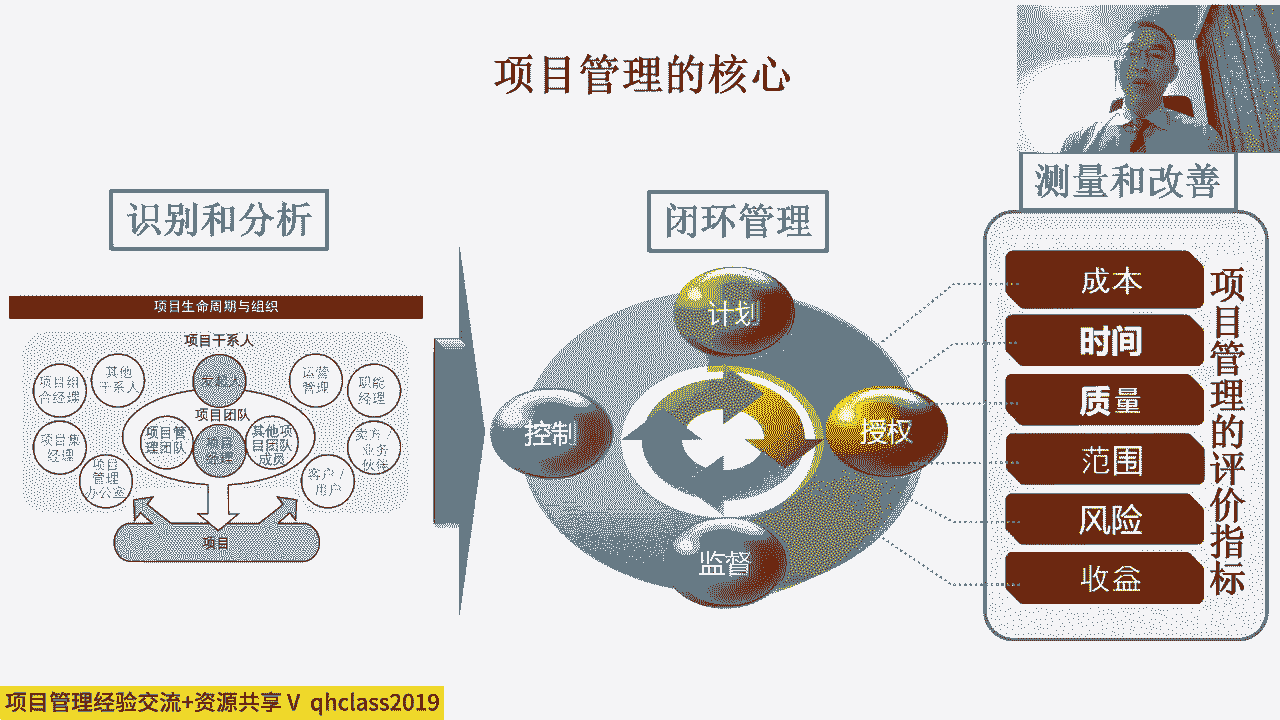 项目管理的核心
识别和分析
项目生命周期与组织
项目干系人
项目组
合经理
其他
干系人
发起人
运营
管理
职能
经理
项目团队
项目管
理团队
项目
经理
其他项
目团队
成员
项目集
经理
项目
管理
办公室
客户/
用户
业务
伙伴
项目
闭环管理
计划
授权
监督
控制
测量和改善
成本
时间
质量
范围
风险
收益
项目管理的评价指标
项目管理经验交流+资源共享 V qhclass2019